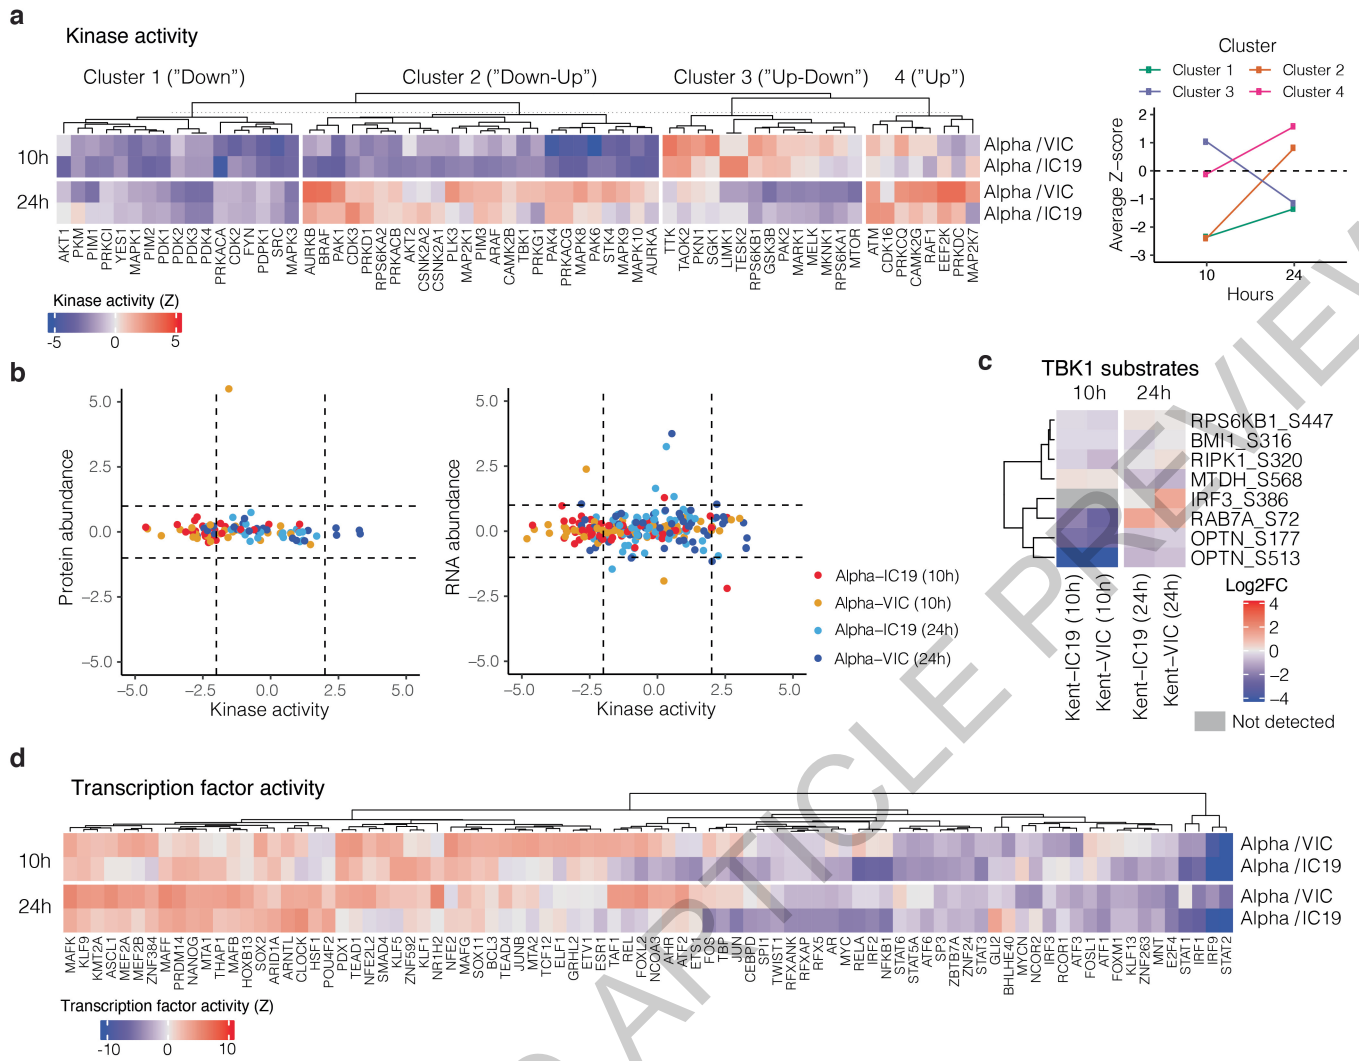 a
Kinase activity
Cluster 1 ("Down")
Cluster 2 ("Down-Up")
Cluster 3 ("Up-Down")
4 ("Up")
10h
Alpha /VIC
Alpha /IC19
24h
Alpha /VIC
Alpha /IC19
AKT1 PKM PIM1 PRKCI YES1 MAPK1 PIM2 PDK1 PDK2 PDK3 PDK4 PRKACA CDK2 FYN PDPK1 SRC MAPK3
AURKB BRAF PAK1 CDK3 PRKD1 RPS6KA2 PRKACB AKT2 CSNK2A2 CSNK2A1 PLK3 MAP2K1 PIM3 ARAF CAMK2B TBK1 PRKG1 PAK4 PRKACG MAPK8 PAK6 STK4 MAPK9 MAPK10 AURKA
TTK TAOK2 PKN1 SGK1 LIMK1 TESK2 RPS6KB1 GSK3B PAK2 MARK1 MELK MKNK1 RPS6KA1 MTOR
ATM CDK16 PRKCQ CAMK2G RAF1 EEF2K PRKDC MAP2K7
Kinase activity (Z)
-5 0 5
Cluster
Cluster 1
Cluster 2
Cluster 3
Cluster 4
Average Z−score
2
1
0
−1
−2
−3
10 24
Hours
b
Protein abundance
5.0
2.5
0.0
−2.5
−5.0
−5.0 −2.5 0.0 2.5 5.0
Kinase activity
RNA abundance
5.0
2.5
0.0
−2.5
−5.0
−5.0 −2.5 0.0 2.5 5.0
Kinase activity
Alpha−IC19 (10h)
Alpha−VIC (10h)
Alpha−IC19 (24h)
Alpha−VIC (24h)
c
TBK1 substrates
10h 24h
RPS6KB1_S447
BMI1_S316
RIPK1_S320
MTDH_S568
IRF3_S386
RAB7A_S72
OPTN_S177
OPTN_S513
Kent−IC19 (10h)
Kent−VIC (10h)
Kent−IC19 (24h)
Kent−VIC (24h)
Log2FC
4
2
0
−2
−4
Not detected
d
Transcription factor activity
10h
Alpha /VIC
Alpha /IC19
24h
Alpha /VIC
Alpha /IC19
MAFK KLF9 KMT2A ASCL1 MEF2A MEF2B ZNF384 MAFF PRDM14 NANOG MTA1 THAP1 MAFB HOXB13 SOX2 ARID1A ARNTL CLOCK HSF1 POU4F2 PDX1 TEAD1 NFE2L2 SMAD4 KLF5 ZNF592 KLF1 NR1H2 NFE2 MAFG SOX11 BCL3 TEAD4 JUNB MTA2 TCF12 ELF1 GRHL2 ETV1 ESR1 TAF1 REL FOXL2 NCOA3 AHR ATF2 ETS1 FOS TBP JUN CEBPD SPI1 TWIST1 RFXANK RFXAP RFX5 AR MYC RELA IRF2 NFKB1 STAT6 STAT5A ATF6 SP3 ZBTB7A ZNF24 STAT3 GLI2 BHLHE40 MYCN NCOR2 IRF3 RCOR1 ATF3 FOSL1 ATF1 FOXM1 KLF13 ZNF263 MNT E2F4 STAT1 IRF1 IRF9 STAT2
Transcription factor activity (Z)
-10 0 10
ARTICLE PREVIEW